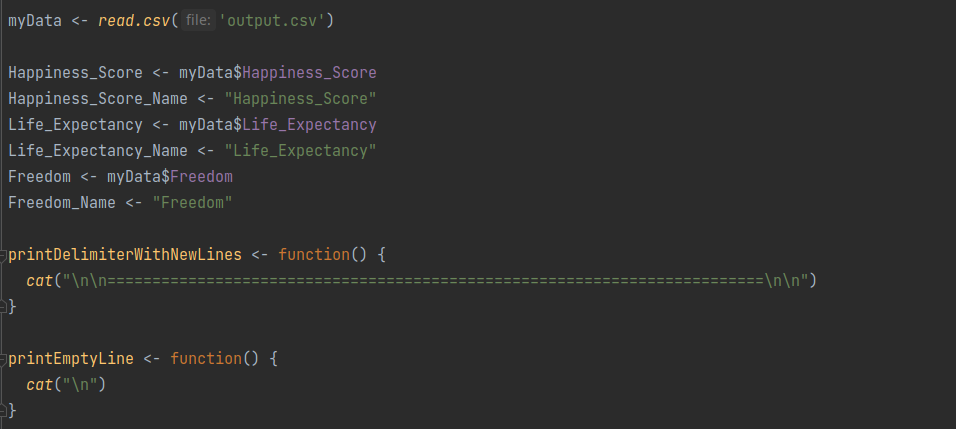 myData <- read.csv( file: 'output.csv')
Happiness_Score <- myData$Happiness_Score
Happiness_Score_Name <- "Happiness_Score"
Life_Expectancy <- myData$Life_Expectancy
Life_Expectancy_Name <- "Life_Expectancy"
Freedom <- myData$Freedom
Freedom_Name <- "Freedom"
printDelimiterWithNewLines <- function() {
  cat("\n\n=========================================================================\n\n")
}
printEmptyLine <- function() {
  cat("\n")
}